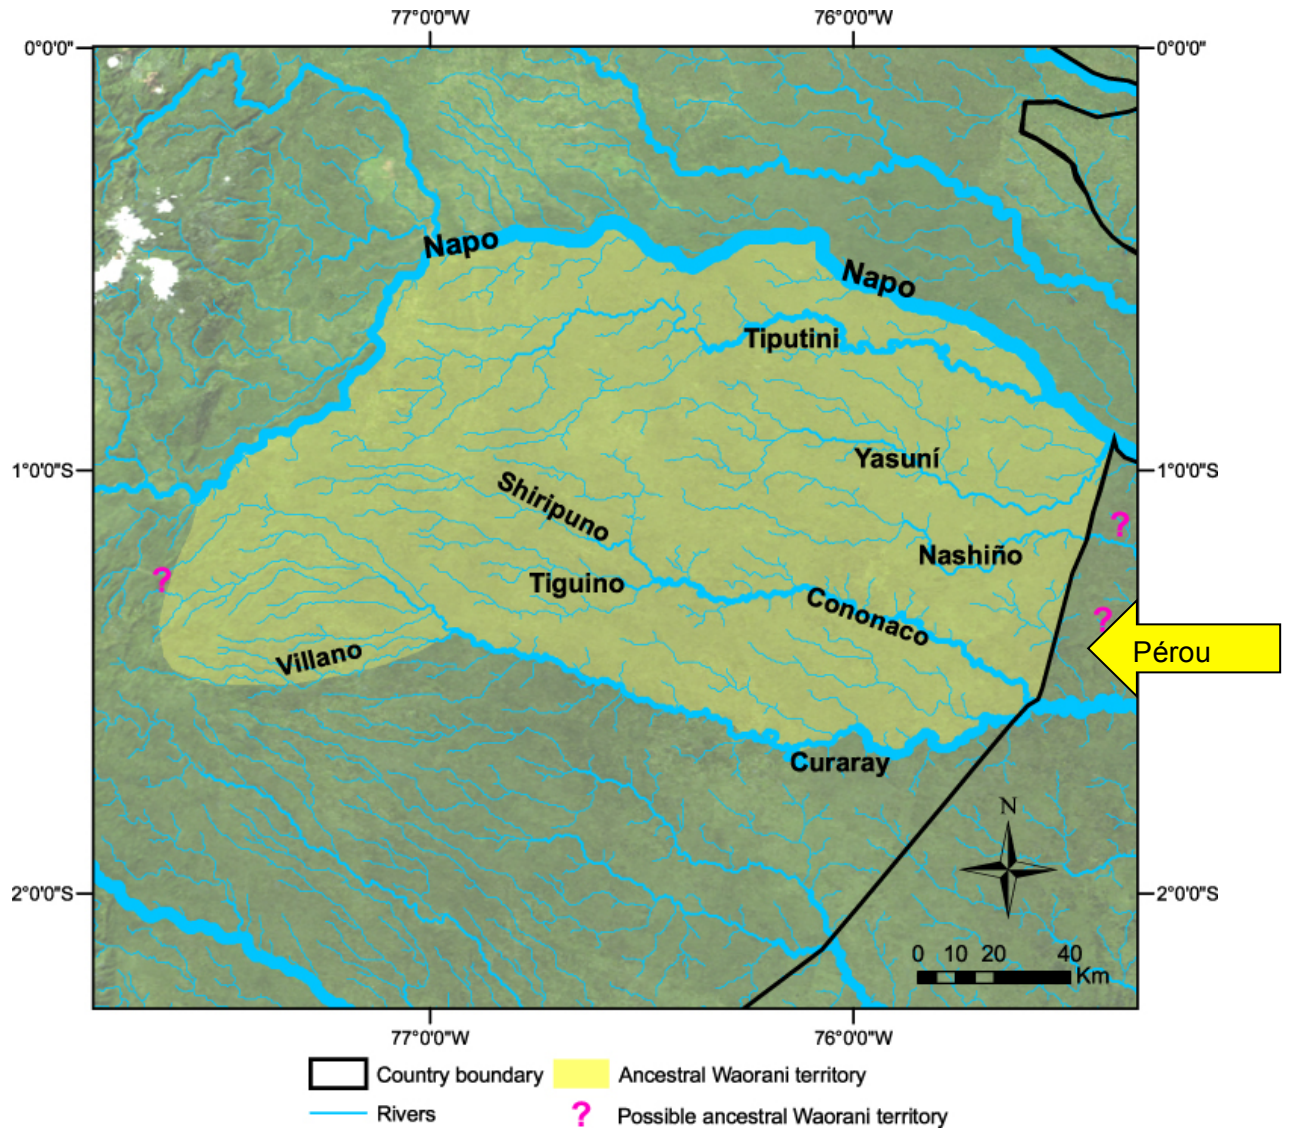 77°0'0"W
76°0'0"W
0°0'0"
0°0'0"
Napo
Napo
Tiputini
Yasuní
1°0'0"S
1°0'0"S
Shiripuno
?
Nashiño
?
Tiguino
Cononaco
?
Pérou
Villano
Curaray
N
2°0'0"S
2°0'0"S
0 10 20 40
Km
77°0'0"W
76°0'0"W
Country boundary
Ancestral Waorani territory
Rivers
? Possible ancestral Waorani territory